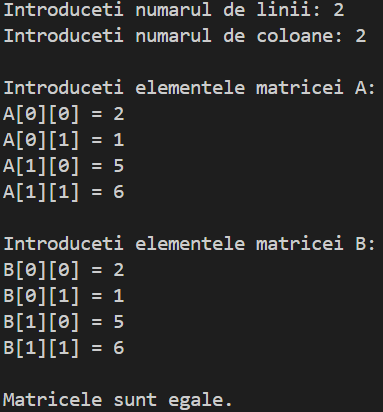 Introduceti numarul de linii: 2
Introduceti numarul de coloane: 2
Introduceti elementele matricei A:
A[0][0] = 2
A[0][1] = 1
A[1][0] = 5
A[1][1] = 6
Introduceti elementele matricei B:
B[0][0] = 2
B[0][1] = 1
B[1][0] = 5
B[1][1] = 6
Matricele sunt egale.